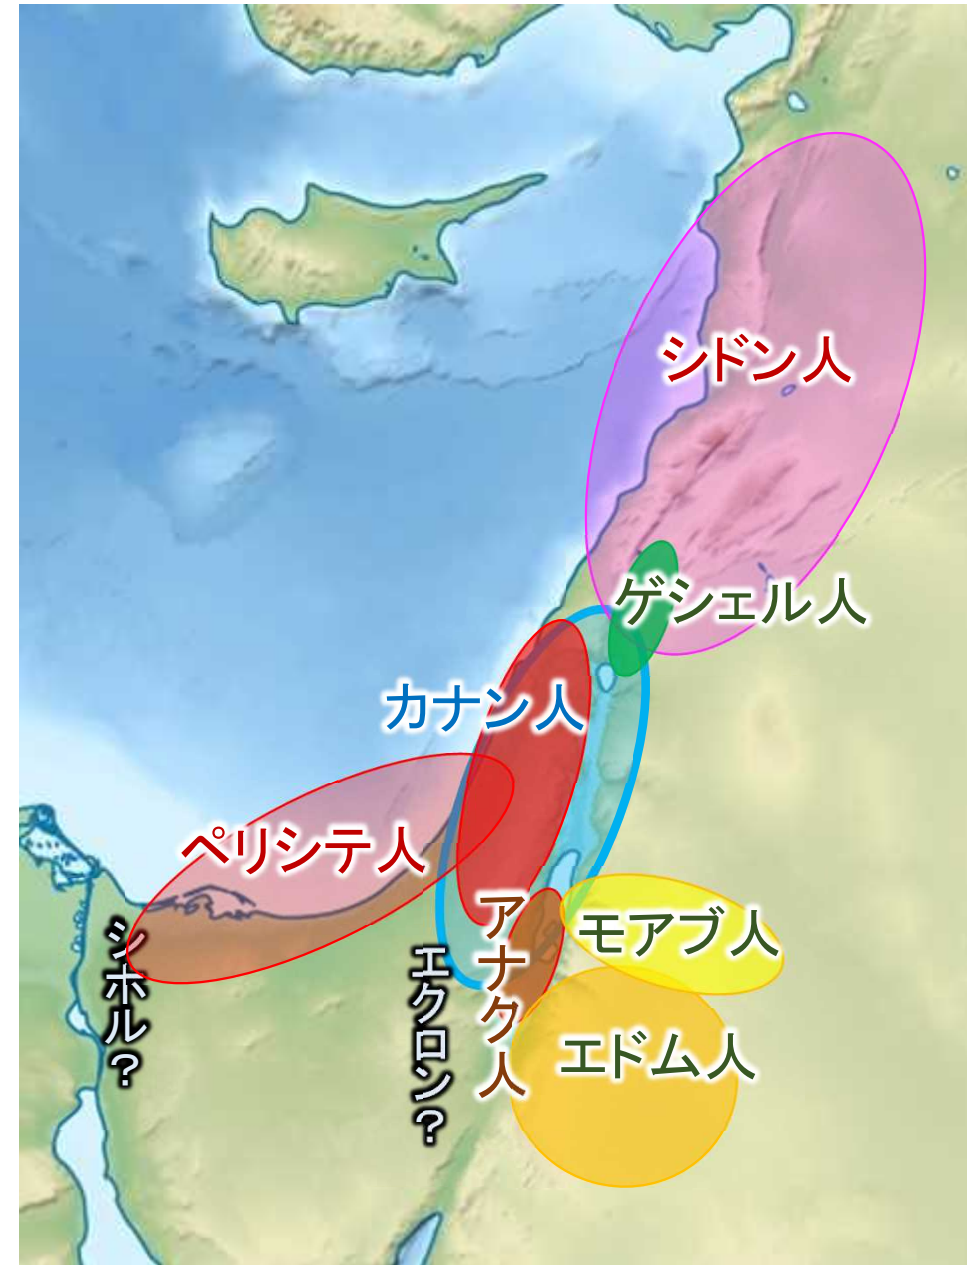 シドン人
ゲシェル人
カナン人
ペリシテ人
アナク人
モアブ人
シホル?
エクロン?
エドム人